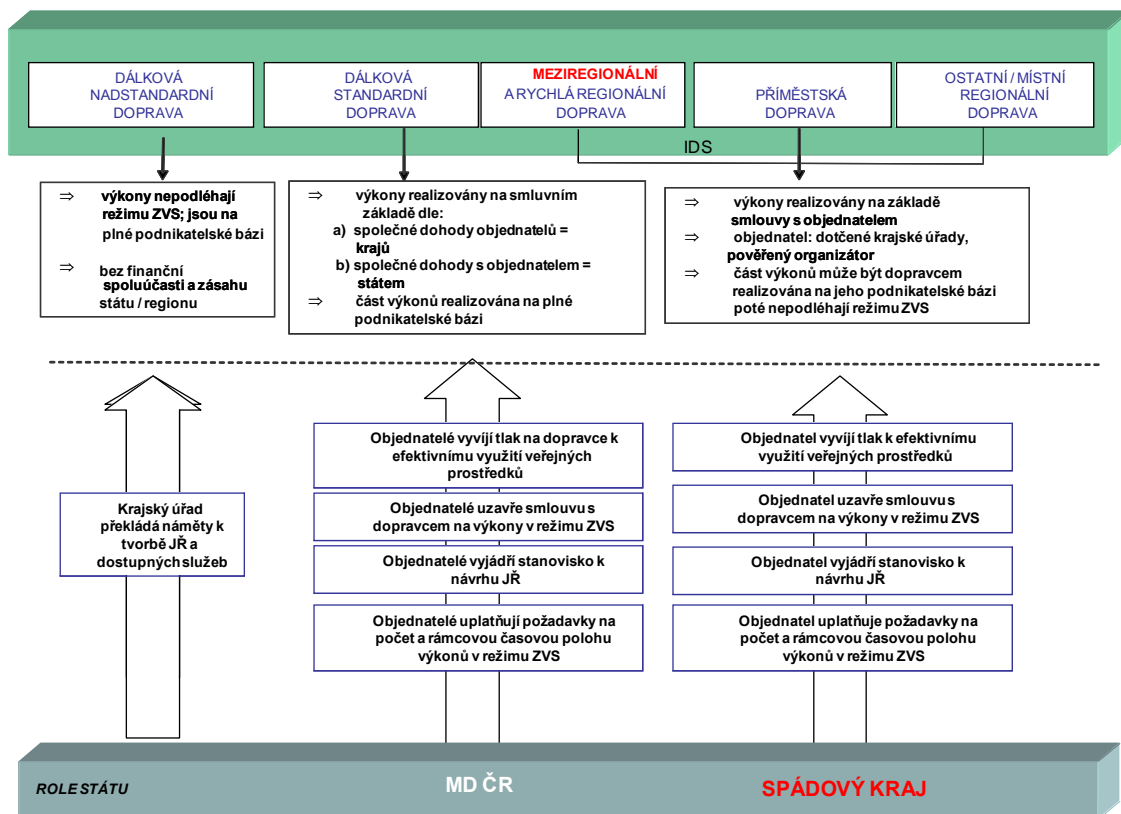 DÁLKOVÁ
NADSTANDARDNÍ
DOPRAVA
DÁLKOVÁ
STANDARDNÍ
DOPRAVA
MEZIREGIONÁLNÍ
A RYCHLÁ REGIONÁLNÍ
DOPRAVA
PŘÍMĚSTSKÁ
DOPRAVA
OSTATNÍ / MÍSTNÍ
REGIONÁLNÍ
DOPRAVA
IDS
⇒ výkony nepodléhají
režimu ZVS; jsou na
plné podnikatelské bázi
⇒ bez finanční
spoluúčasti a zásahu
státu / regionu
⇒ výkony realizovány na smluvním
základě dle:
a) společné dohody objednatelů =
krajů
b) společné dohody s objednatelem =
státem
⇒ část výkonů realizována na plné
podnikatelské bázi
⇒ výkony realizovány na základě
smlouvy s objednatelem
⇒ objednatel: dotčené krajské úřady,
pověřený organizátor
⇒ část výkonů může být dopravcem
realizována na jeho podnikatelské bázi
poté nepodléhají režimu ZVS
Krajský úřad
překládá náměty k
tvorbě JŘ a
dostupných služeb
Objednatelé vyvíjí tlak na dopravce k
efektivnímu využití veřejných
prostředků
Objednatelé uzavře smlouvu s
dopravcem na výkony v režimu ZVS
Objednatelé vyjádří stanovisko k
návrhu JŘ
Objednatelé uplatňují požadavky na
počet a rámcovou časovou polohu
výkonů v režimu ZVS
Objednatel vyvíjí tlak k efektivnímu
využití veřejných prostředků
Objednatel uzavře smlouvu s
dopravcem na výkony v režimu ZVS
Objednatel vyjádří stanovisko k
návrhu JŘ
Objednatel uplatňuje požadavky na
počet a rámcovou časovou polohu
výkonů v režimu ZVS
ROLE STÁTU
MD ČR
SPÁDOVÝ KRAJ